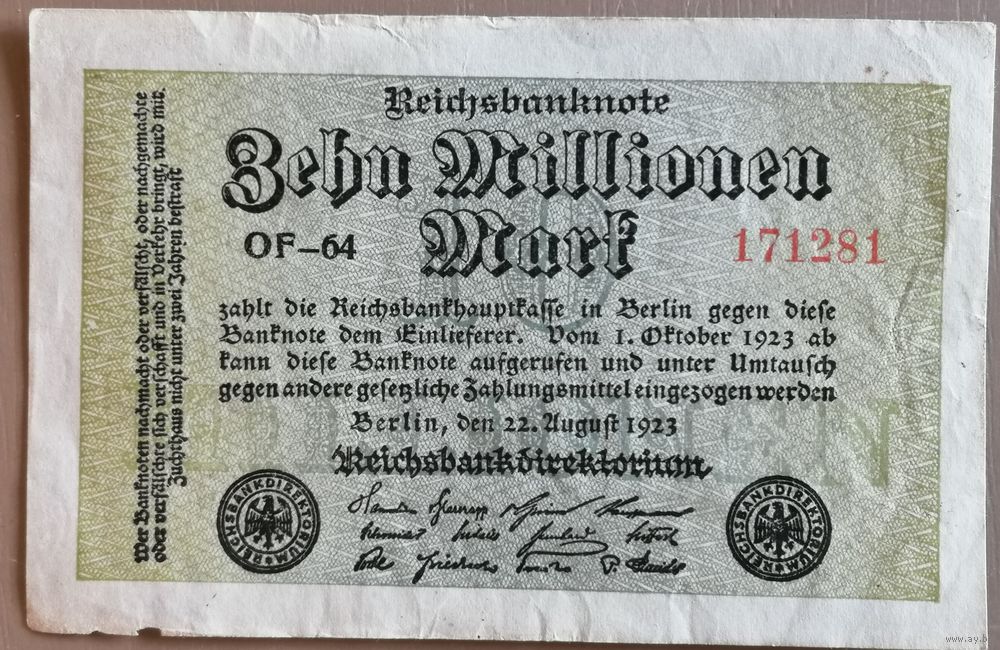 Reichsbanknote
Zehn Millionen
Mark
OF-64
171281
zahlt die Reichsbankhauptkasse in Berlin gegen diese
Banknote dem Einlieferer. Vom 1. Oktober 1923 ab
kann diese Banknote aufgerufen und unter Umtausch
gegen andere gesetzliche Zahlungsmittel eingezogen werden
Berlin, den 22. August 1923
Reichsbankdirektorium
Wer Banknoten nachmacht oder verfälscht, oder nachgemachte
oder verfälschte sich verschafft und in Verkehr bringt, wird mit
Zuchthaus nicht unter zwei Jahren bestraft
REICHSBANKDIREKTORIUM
REICHSBANKDIREKTORIUM
www.ay.b